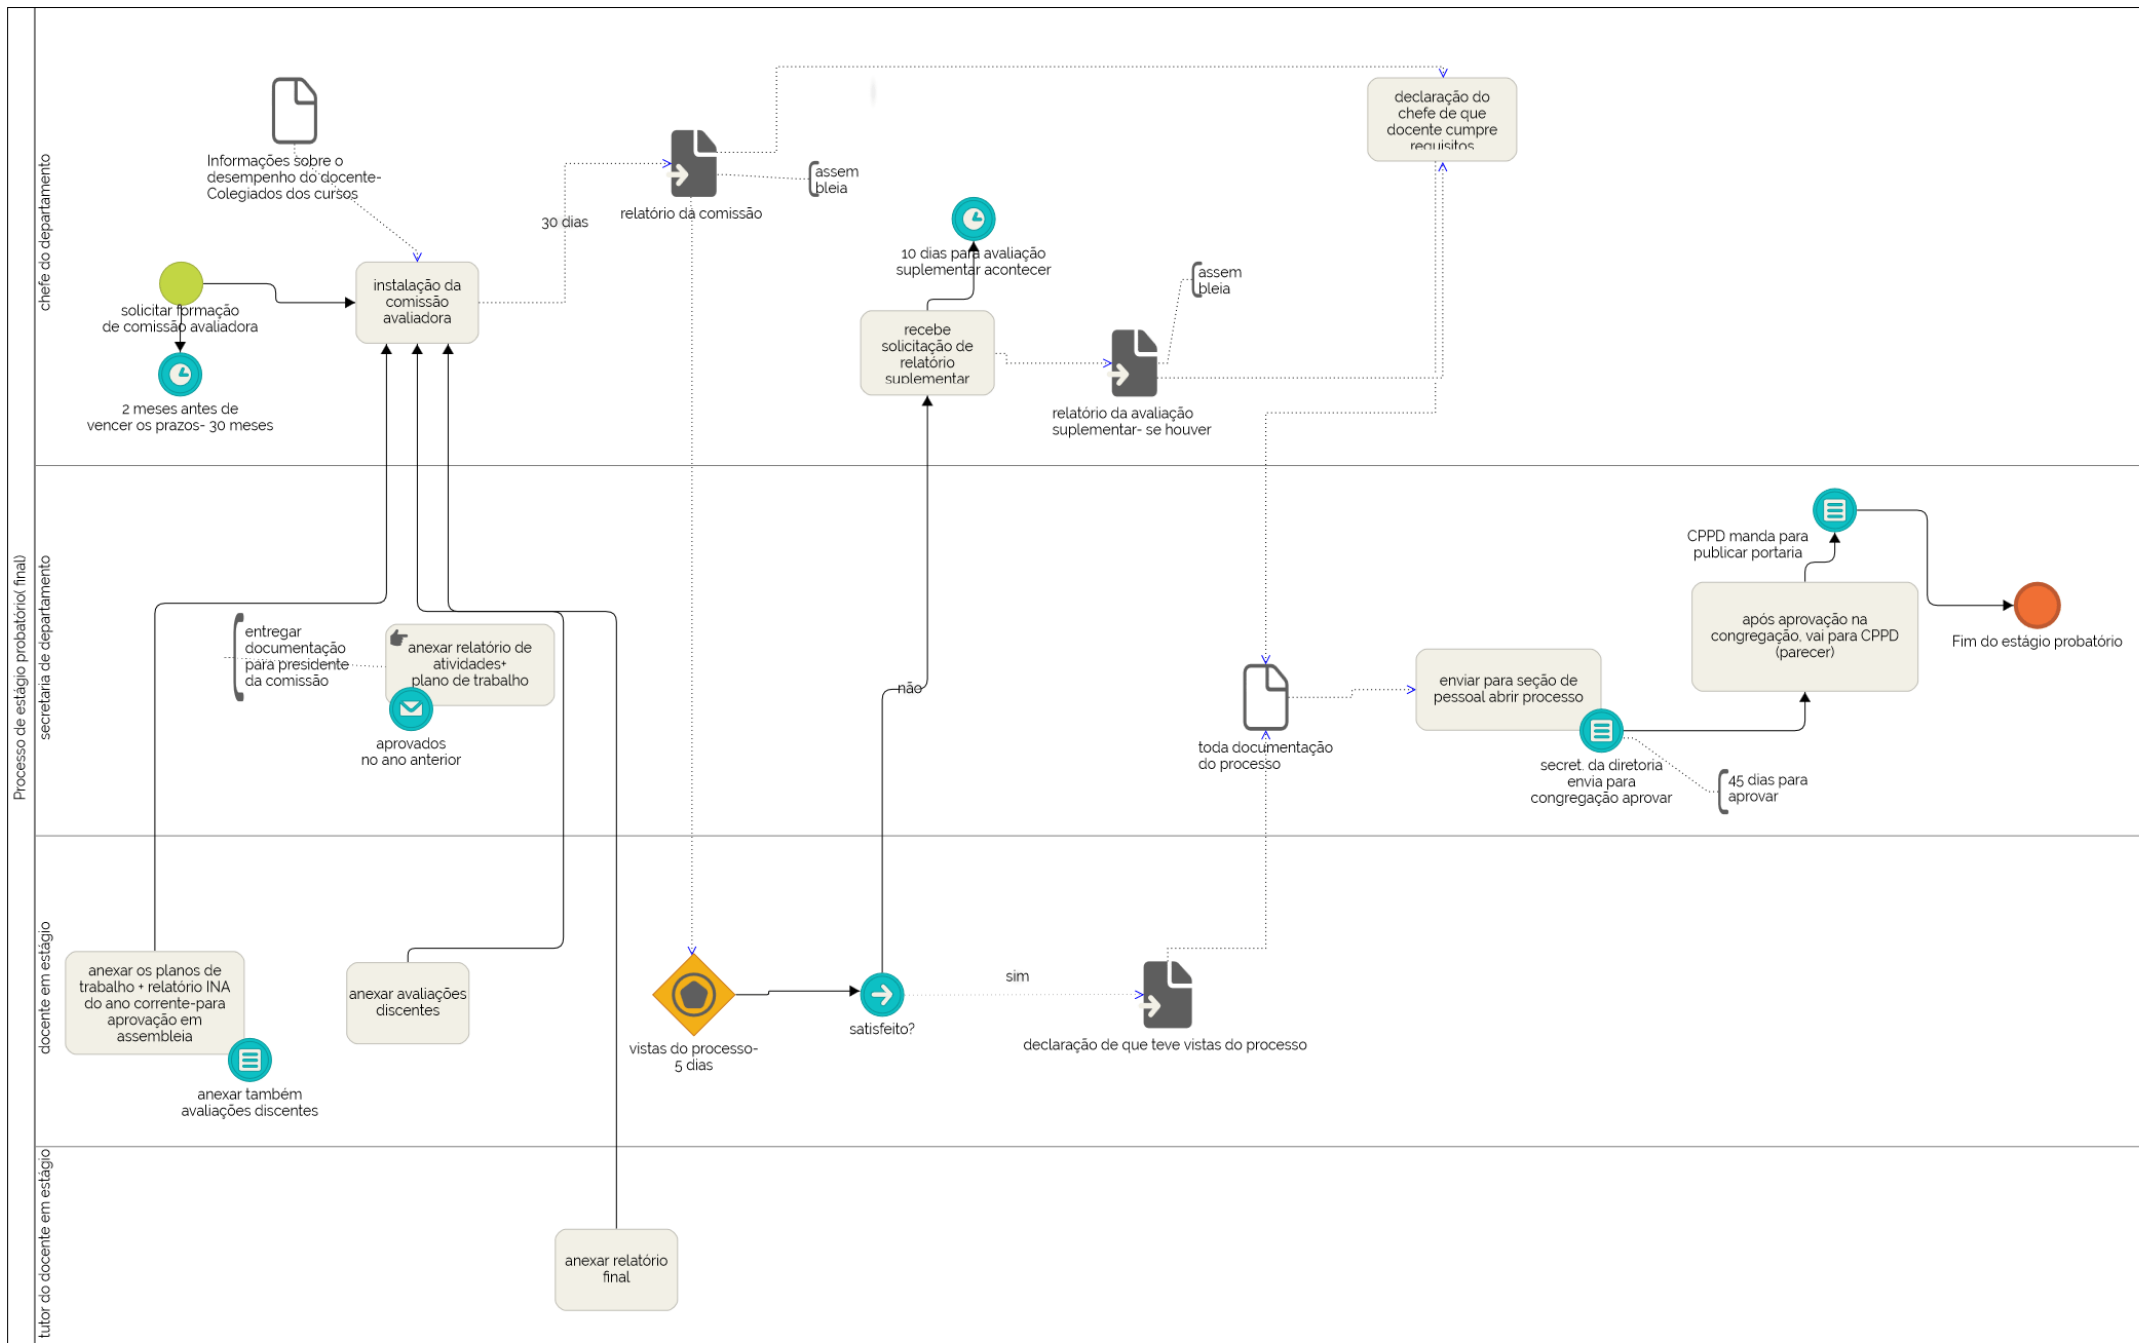 Processo de estágio probatório( final)
chefe do departamento
Informações sobre o
desempenho do docente-
Colegiados dos cursos
solicitar formação
de comissão avaliadora
2 meses antes de
vencer os prazos- 30 meses
instalação da
comissão
avaliadora
30 dias
relatório da comissão
assem
bleia
10 dias para avaliação
suplementar acontecer
recebe
solicitação de
relatório
suplementar
assem
bleia
relatório da avaliação
suplementar- se houver
declaração do
chefe de que
docente cumpre
requisitos
secretaria de departamento
entregar
documentação
para presidente
da comissão
anexar relatório de
atividades+
plano de trabalho
aprovados
no ano anterior
não
toda documentação
do processo
enviar para seção de
pessoal abrir processo
secret. da diretoria
envia para
congregação aprovar
45 dias para
aprovar
CPPD manda para
publicar portaria
após aprovação na
congregação, vai para CPPD
(parecer)
Fim do estágio probatório
docente em estágio
anexar os planos de
trabalho + relatório INA
do ano corrente-para
aprovação em
assembleia
anexar também
avaliações discentes
anexar avaliações
discentes
vistas do processo-
5 dias
satisfeito?
sim
declaração de que teve vistas do processo
tutor do docente em estágio
anexar relatório
final